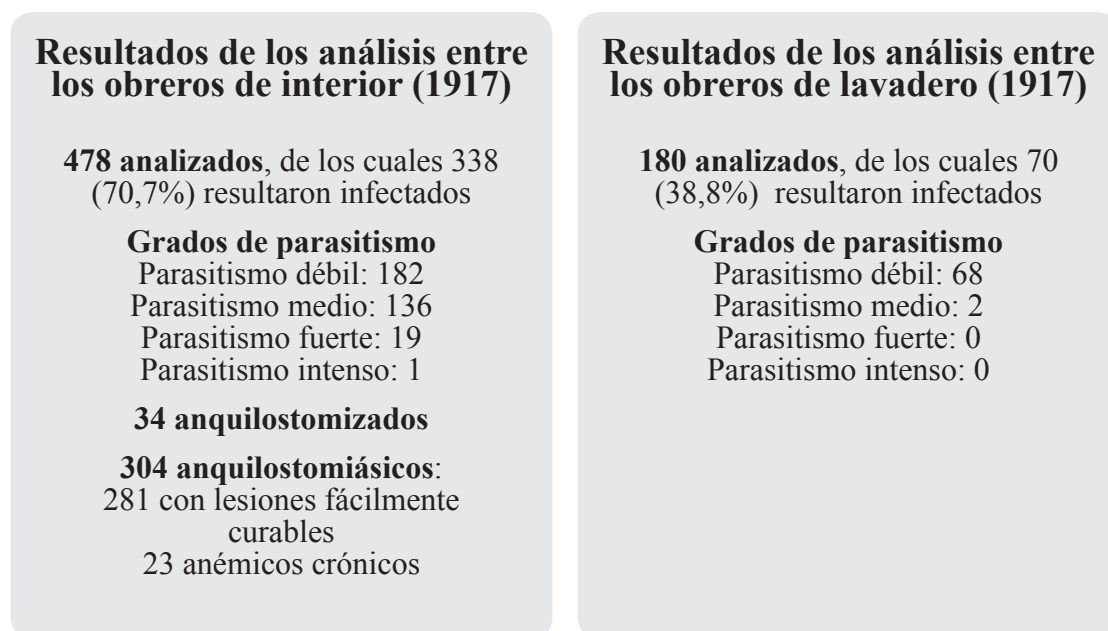 Resultados de los análisis entre
los obreros de interior (1917)
478 analizados, de los cuales 338
(70,7%) resultaron infectados
Grados de parasitismo
Parasitismo débil: 182
Parasitismo medio: 136
Parasitismo fuerte: 19
Parasitismo intenso: 1
34 anquilostomizados
304 anquilostomiásicos:
281 con lesiones fácilmente
curables
23 anémicos crónicos
Resultados de los análisis entre
los obreros de lavadero (1917)
180 analizados, de los cuales 70
(38,8%) resultaron infectados
Grados de parasitismo
Parasitismo débil: 68
Parasitismo medio: 2
Parasitismo fuerte: 0
Parasitismo intenso: 0